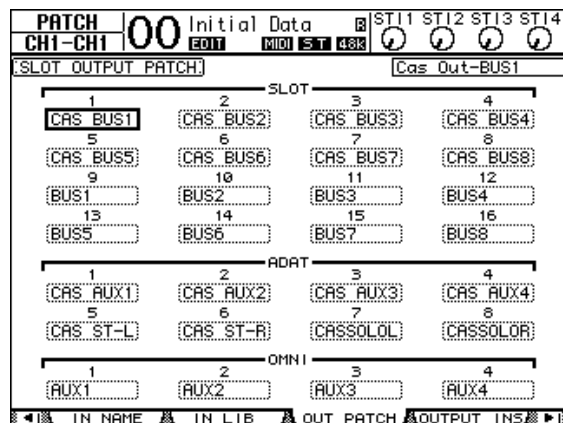 PATCH 00 Initial Data R ST11 ST12 ST13 ST14
CH1-CH1 EDIT MIDI ST 48K
SLOT OUTPUT PATCH Cas Out-BUS1
SLOT
1 2 3 4
CAS BUS1 CAS BUS2 CAS BUS3 CAS BUS4
5 6 7 8
CAS BUS5 CAS BUS6 CAS BUS7 CAS BUS8
9 10 11 12
BUS1 BUS2 BUS3 BUS4
13 14 15 16
BUS5 BUS6 BUS7 BUS8
ADAT
1 2 3 4
CAS AUX1 CAS AUX2 CAS AUX3 CAS AUX4
5 6 7 8
CAS ST-L CAS ST-R CASSOLOL CASSOLOR
OMNI
1 2 3 4
AUX1 AUX2 AUX3 AUX4
IN NAME IN LIB OUT PATCH OUTPUT INS